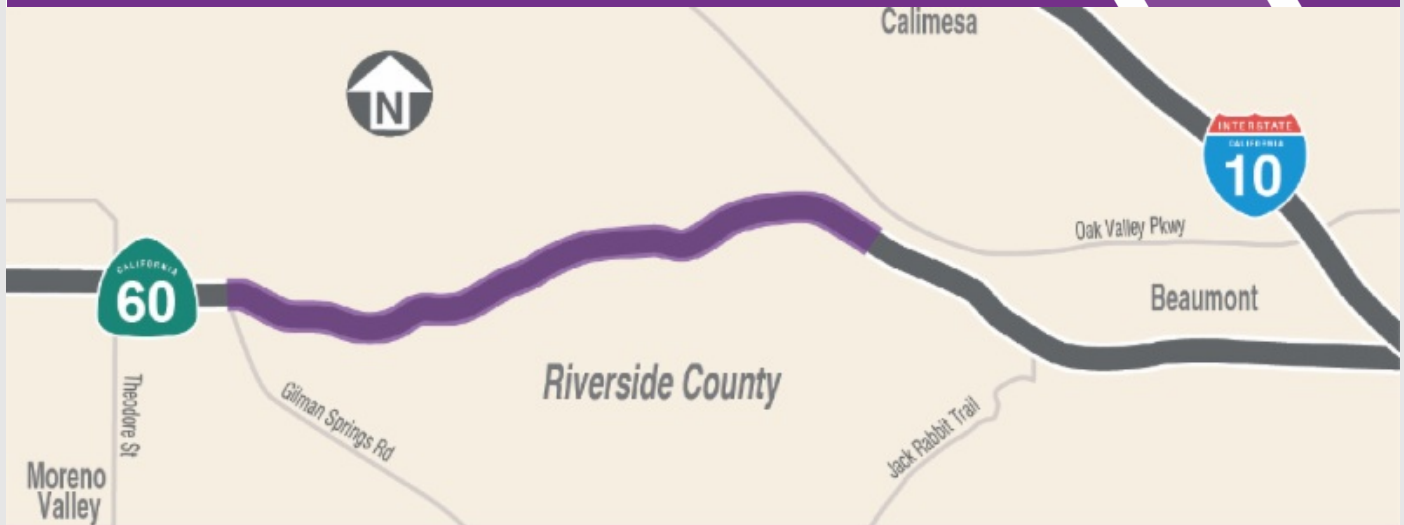 Calimesa
N
INTERSTATE
CALIFORNIA
10
Oak Valley Pkwy
CALIFORNIA
60
Beaumont
Riverside County
Theodore St
Gilman Springs Rd
Jack Rabbit Trail
Moreno
Valley